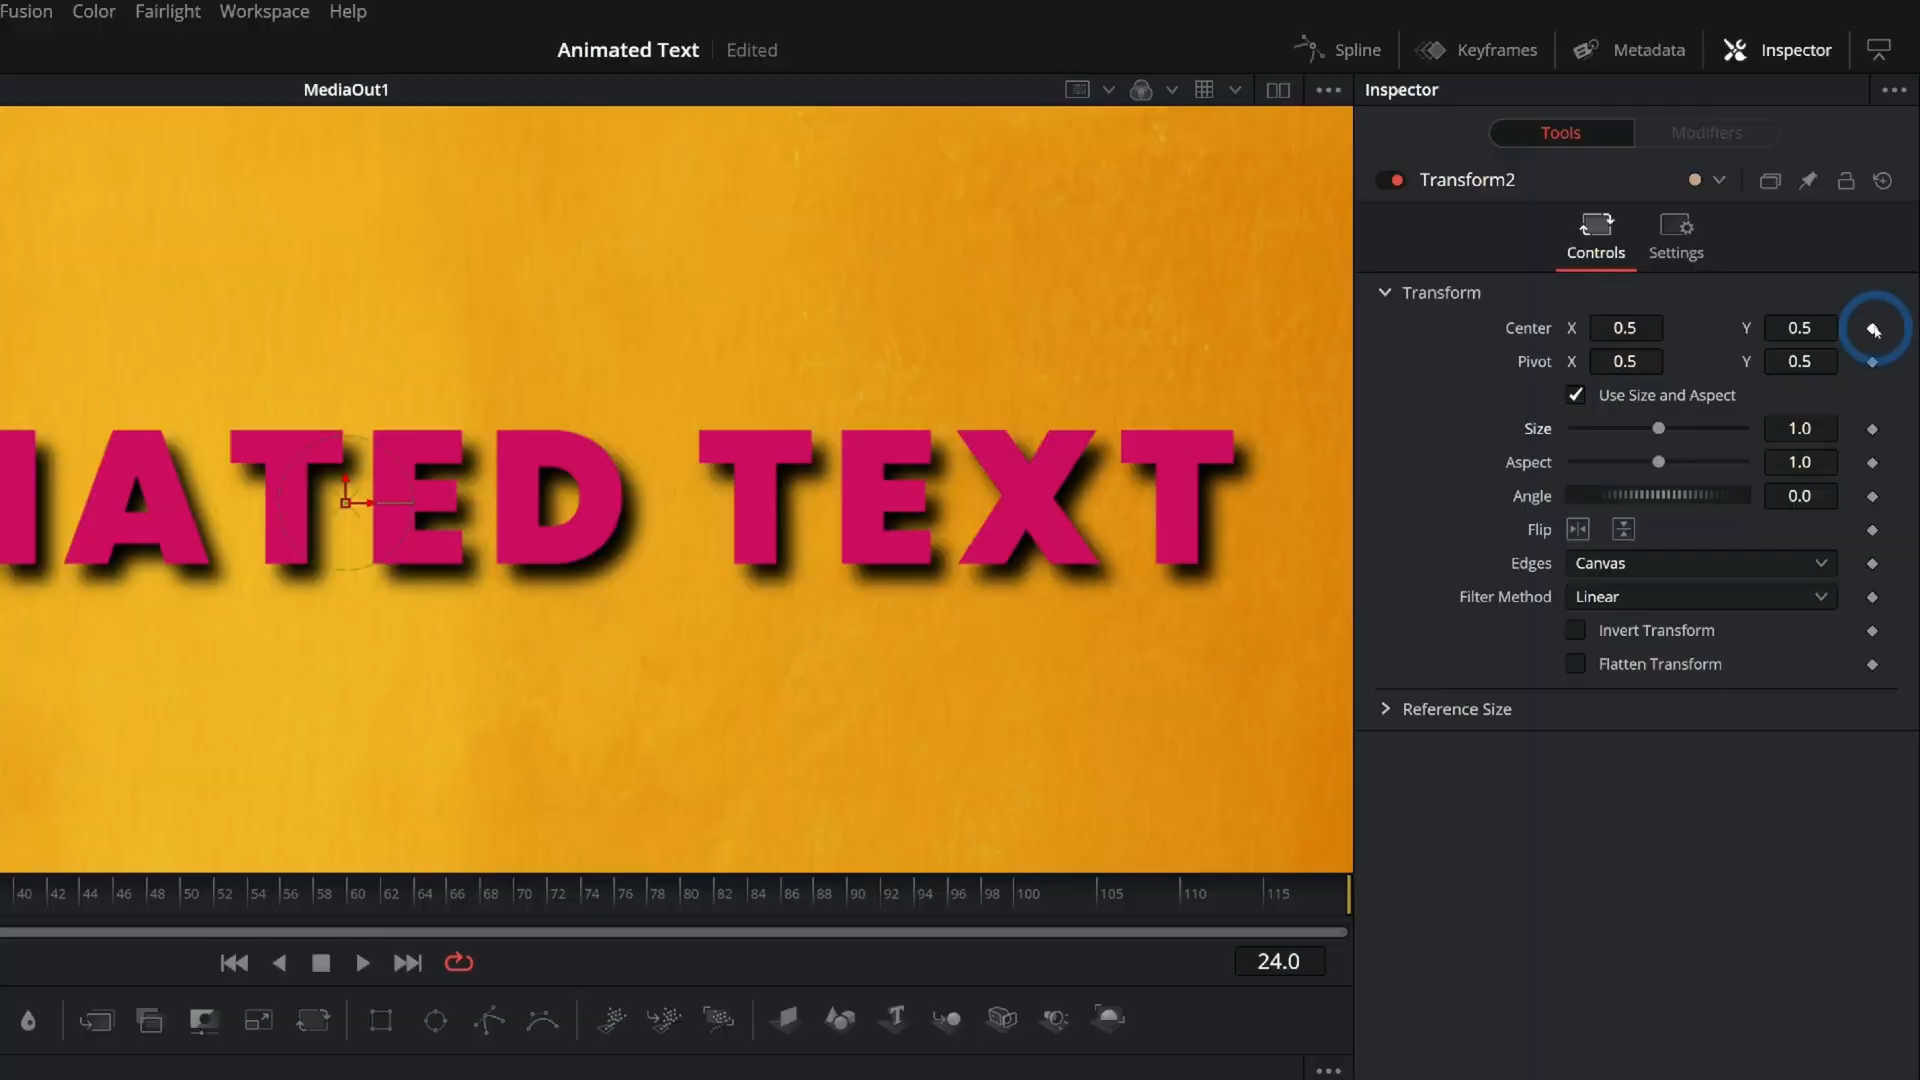 Fusion Color Fairlight Workspace Help
Animated Text Edited
Spline Keyframes Metadata Inspector
MediaOut1
Inspector
Tools Modifiers
Transform2
Controls Settings
Transform
Center X 0.5 Y 0.5
Pivot X 0.5 Y 0.5
Use Size and Aspect
Size 1.0
Aspect 1.0
Angle 0.0
Flip
Edges Canvas
Filter Method Linear
Invert Transform
Flatten Transform
Reference Size
MATED TEXT
40 42 44 46 48 50 52 54 56 58 60 62 64 66 68 70 72 74 76 78 80 82 84 86 88 90 92 94 96 98 100 105 110 115
24.0